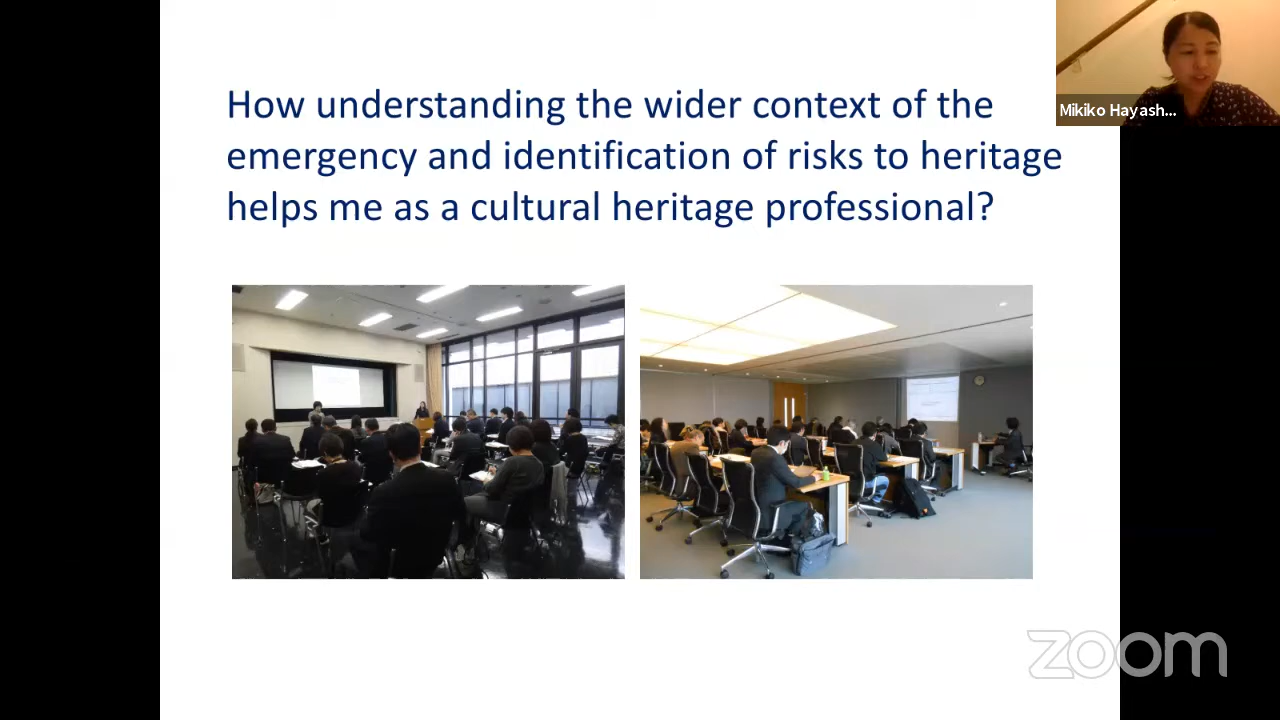 How understanding the wider context of the
emergency and identification of risks to heritage
helps me as a cultural heritage professional?
Mikiko Hayash...
zoom